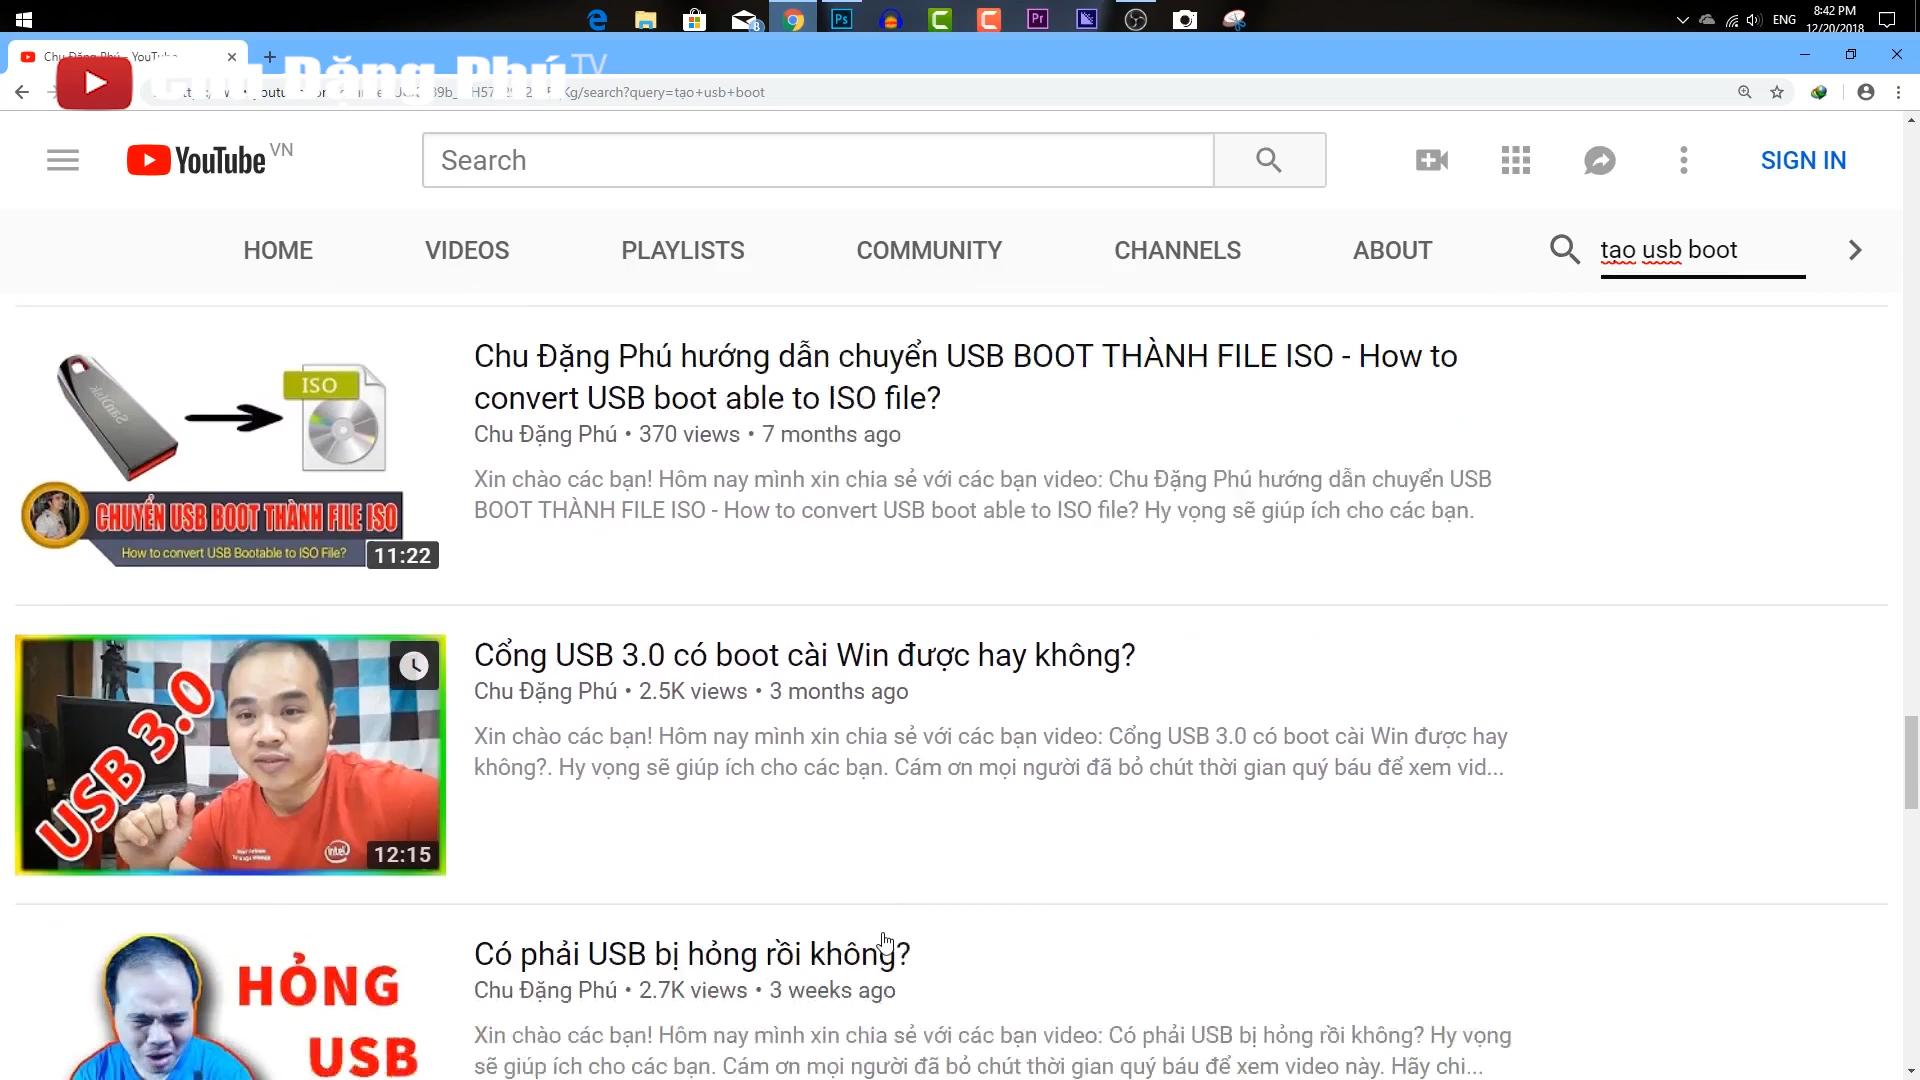 8:42 PM
ENG
12/20/2018
8
Ps
Pr
Chu Đặng Phú - YouTube
Chu Đặng Phú TV
Kg/search?query=tạo+usb+boot
YouTube VN
Search
SIGN IN
HOME
VIDEOS
PLAYLISTS
COMMUNITY
CHANNELS
ABOUT
tạo usb boot
SanDisk
ISO
CHUYỂN USB BOOT THÀNH FILE ISO
How to convert USB Bootable to ISO File?
11:22
Chu Đặng Phú hướng dẫn chuyển USB BOOT THÀNH FILE ISO - How to
convert USB boot able to ISO file?
Chu Đặng Phú • 370 views • 7 months ago
Xin chào các bạn! Hôm nay mình xin chia sẻ với các bạn video: Chu Đặng Phú hướng dẫn chuyển USB
BOOT THÀNH FILE ISO - How to convert USB boot able to ISO file? Hy vọng sẽ giúp ích cho các bạn.
USB 3.0
intel
12:15
Cổng USB 3.0 có boot cài Win được hay không?
Chu Đặng Phú • 2.5K views • 3 months ago
Xin chào các bạn! Hôm nay mình xin chia sẻ với các bạn video: Cổng USB 3.0 có boot cài Win được hay
không?. Hy vọng sẽ giúp ích cho các bạn. Cám ơn mọi người đã bỏ chút thời gian quý báu để xem vid...
HỎNG
USB
Có phải USB bị hỏng rồi không?
Chu Đặng Phú • 2.7K views • 3 weeks ago
Xin chào các bạn! Hôm nay mình xin chia sẻ với các bạn video: Có phải USB bị hỏng rồi không? Hy vọng
sẽ giúp ích cho các bạn. Cám ơn mọi người đã bỏ chút thời gian quý báu để xem video này. Hãy chi...